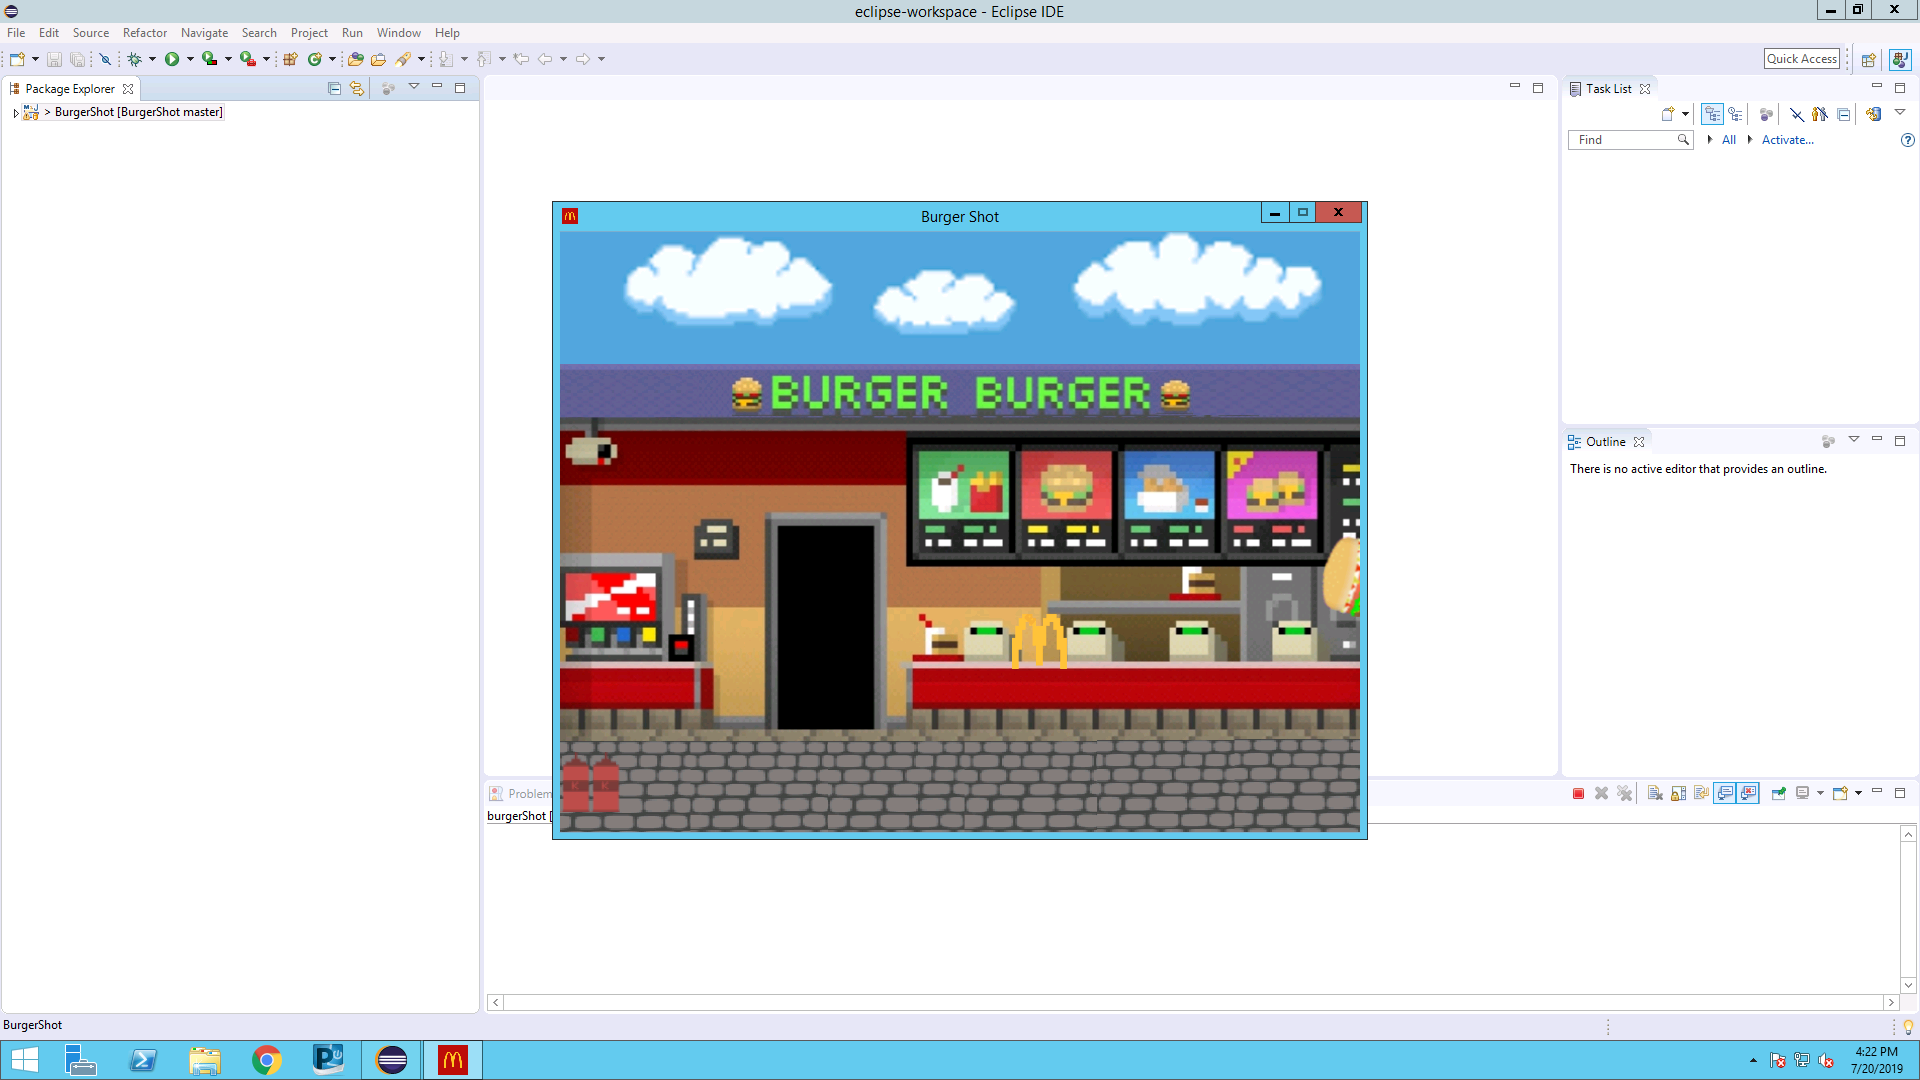 eclipse-workspace - Eclipse IDE
File Edit Source Refactor Navigate Search Project Run Window Help
Quick Access
Package Explorer
> BurgerShot [BurgerShot master]
Task List
Find
All
Activate...
Burger Shot
BURGER BURGER
Outline
There is no active editor that provides an outline.
Problem
burgerShot [
BurgerShot
4:22 PM
7/20/2019